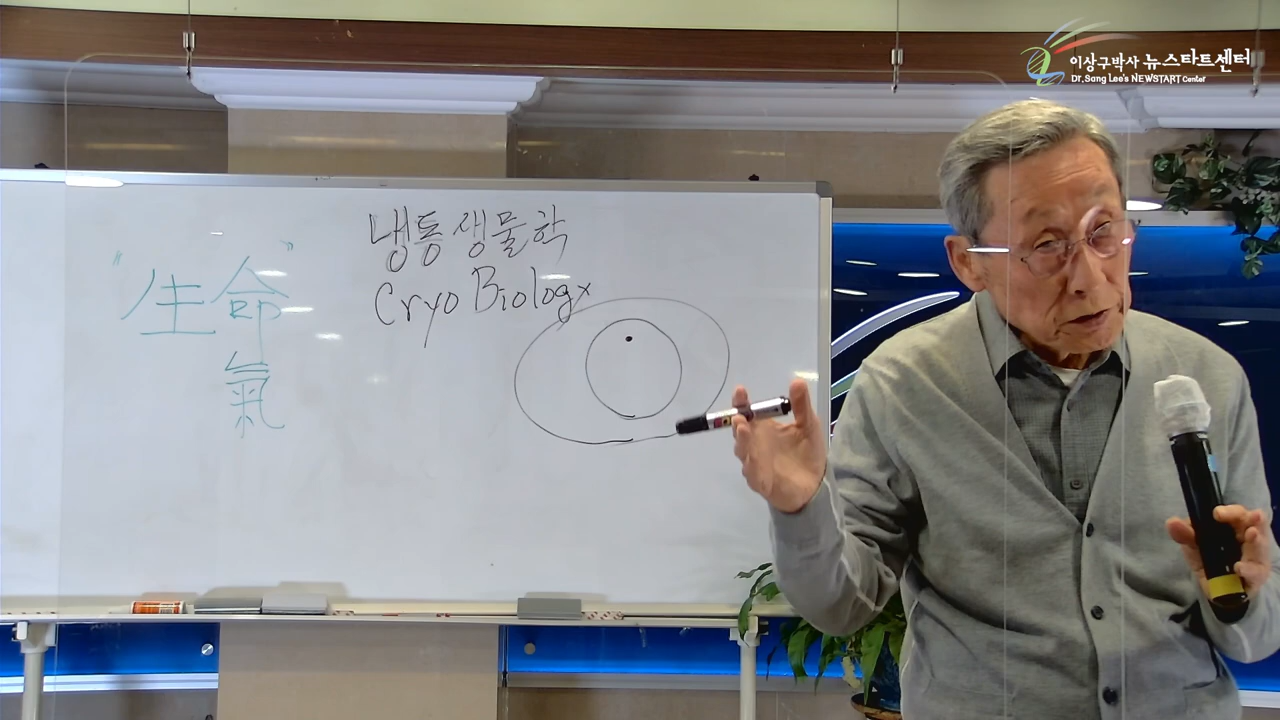 이상구박사 뉴스타트센터
Dr. Sang Lee's NEWSTART Center
"生命"
氣
냉동생물학
Cryo Biology